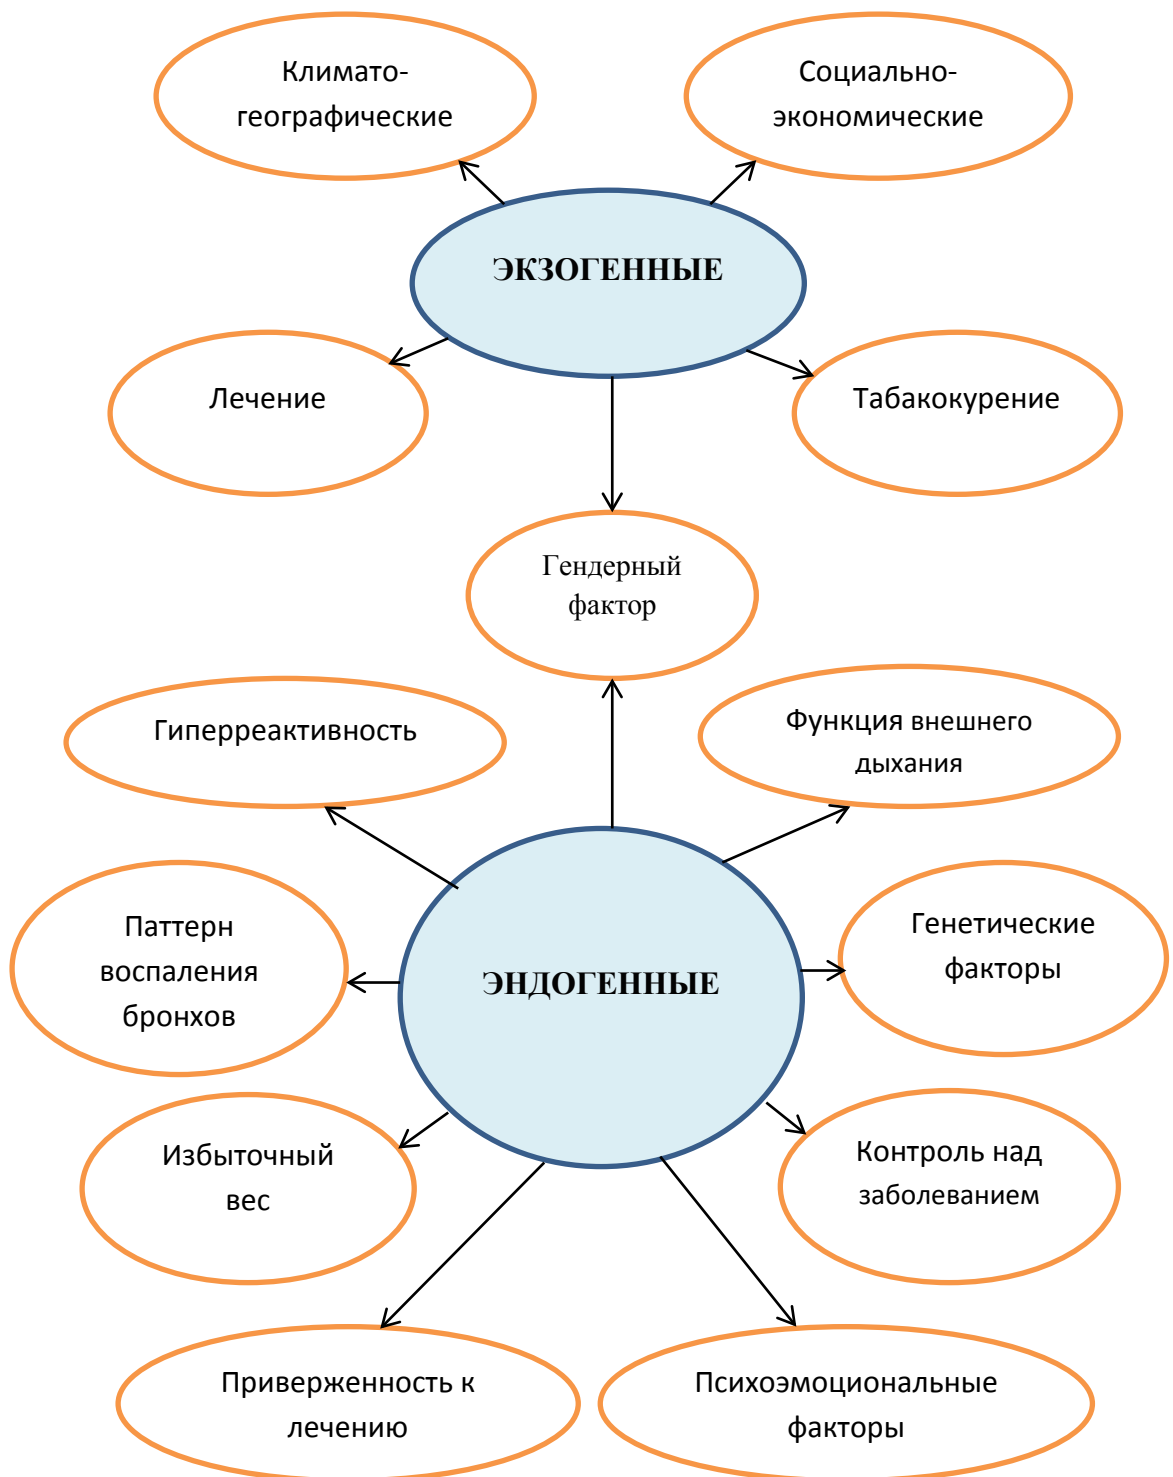 Климато-
географические
Социально-
экономические
ЭКЗОГЕННЫЕ
Лечение
Табакокурение
Гендерный
фактор
Гиперреактивность
Функция внешнего
дыхания
Паттерн
воспаления
бронхов
Генетические
факторы
ЭНДОГЕННЫЕ
Избыточный
вес
Контроль над
заболеванием
Приверженность к
лечению
Психоэмоциональные
факторы